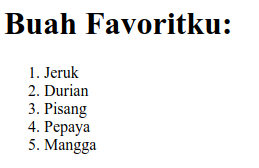 Buah Favoritku:
1. Jeruk
2. Durian
3. Pisang
4. Pepaya
5. Mangga